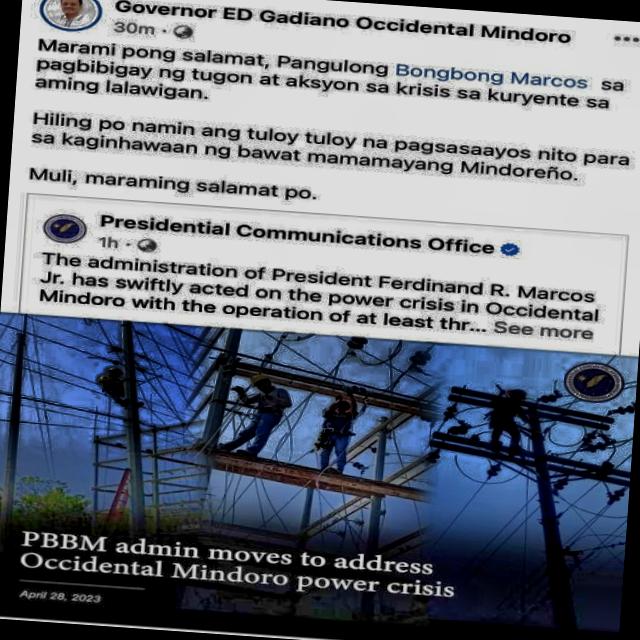 Governor ED Gadiano Occidental Mindoro
30m
Marami pong salamat, Pangulong Bongbong Marcos sa
pagbibigay ng tugon at aksyon sa krisis sa kuryente sa
aming lalawigan.
Hiling po namin ang tuloy tuloy na pagsasaayos nito para
sa kaginhawaan ng bawat mamamayang Mindoreño.
Muli, maraming salamat po.
Presidential Communications Office
1h
The administration of President Ferdinand R. Marcos
Jr. has swiftly acted on the power crisis in Occidental
Mindoro with the operation of at least thr... See more
PBBM admin moves to address
Occidental Mindoro power crisis
April 28, 2023